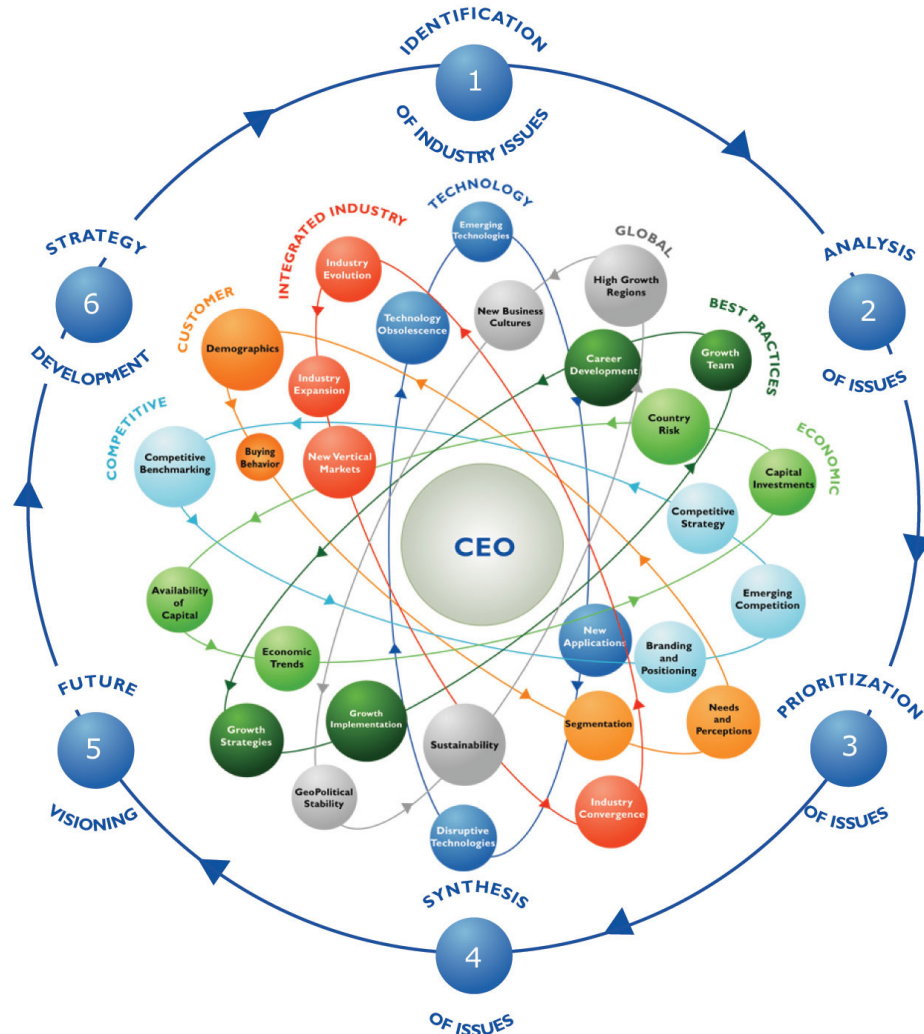 IDENTIFICATION
1
OF INDUSTRY ISSUES
ANALYSIS
2
OF ISSUES
PRIORITIZATION
3
OF ISSUES
SYNTHESIS
4
OF ISSUES
FUTURE
5
VISIONING
STRATEGY
6
DEVELOPMENT
TECHNOLOGY
Emerging
Technologies
Technology
Obsolescence
New
Applications
Disruptive
Technologies
INTEGRATED INDUSTRY
Industry
Evolution
Industry
Expansion
New Vertical
Markets
Industry
Convergence
GLOBAL
High Growth
Regions
New Business
Cultures
Sustainability
GeoPolitical
Stability
CUSTOMER
Demographics
Buying
Behavior
Segmentation
Needs
and
Perceptions
BEST PRACTICES
Career
Development
Growth
Team
Growth
Strategies
Growth
Implementation
COMPETITIVE
Competitive
Benchmarking
Competitive
Strategy
Emerging
Competition
Branding
and
Positioning
ECONOMIC
Country
Risk
Capital
Investments
Availability
of
Capital
Economic
Trends
CEO